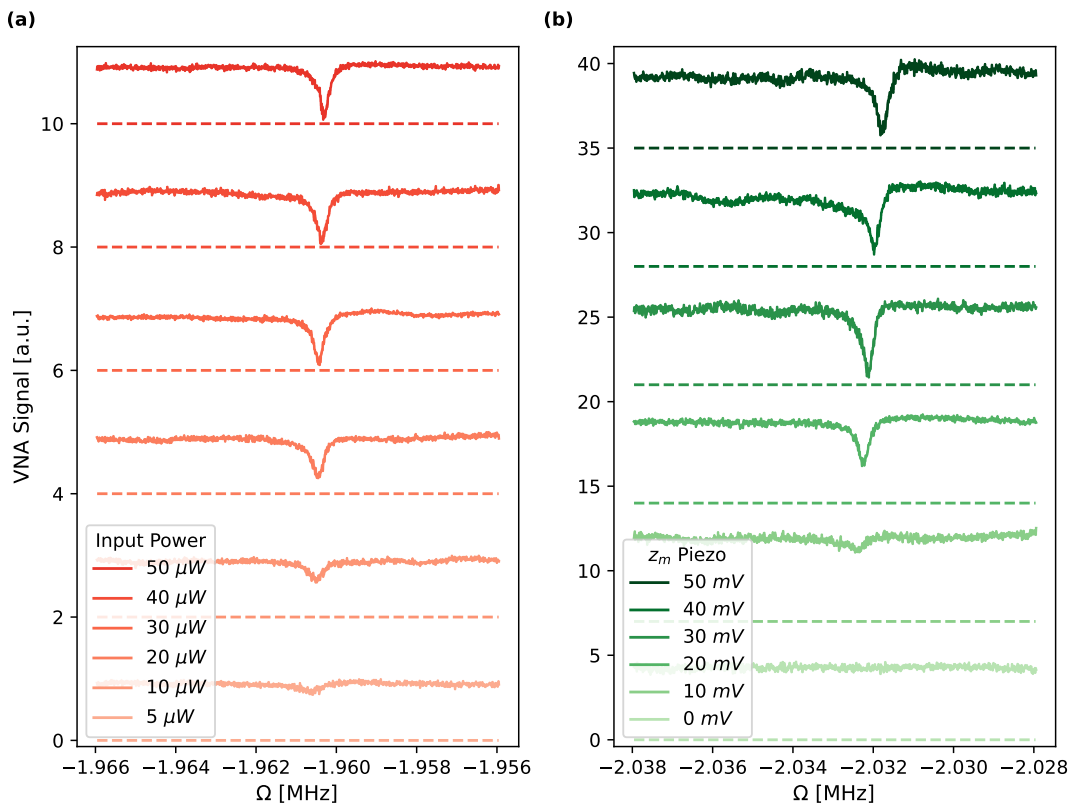 (a)
(b)
VNA Signal [a.u.]
10
8
6
4
2
0
Input Power
50 μW
40 μW
30 μW
20 μW
10 μW
5 μW
−1.966
−1.964
−1.962
−1.960
−1.958
−1.956
Ω [MHz]
40
35
30
25
20
15
10
5
0
z_m Piezo
50 mV
40 mV
30 mV
20 mV
10 mV
0 mV
−2.038
−2.036
−2.034
−2.032
−2.030
−2.028
Ω [MHz]